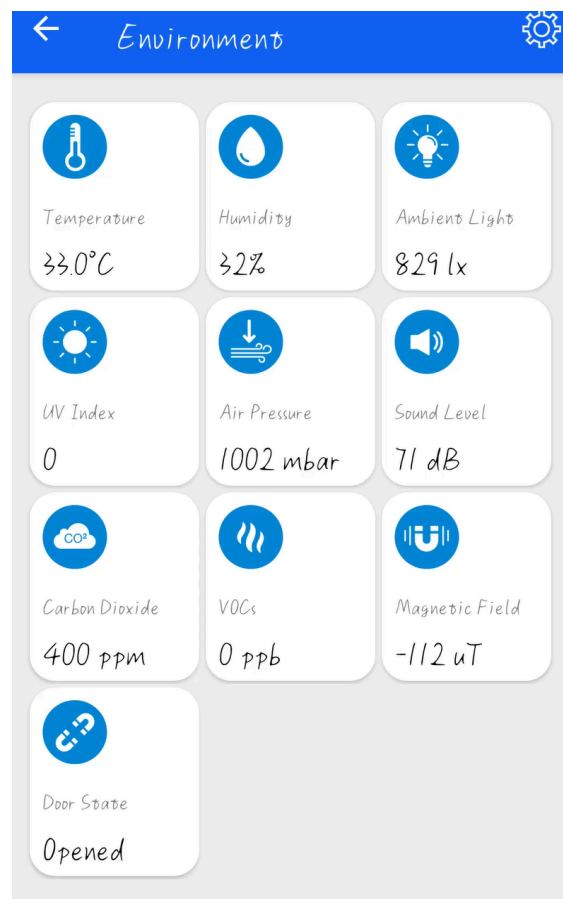 Environment
Temperature
33.0°C
Humidity
32%
Ambient Light
829 lx
UV Index
0
Air Pressure
1002 mbar
Sound Level
71 dB
CO²
Carbon Dioxide
400 ppm
VOCs
0 ppb
Magnetic Field
-112 uT
Door State
Opened